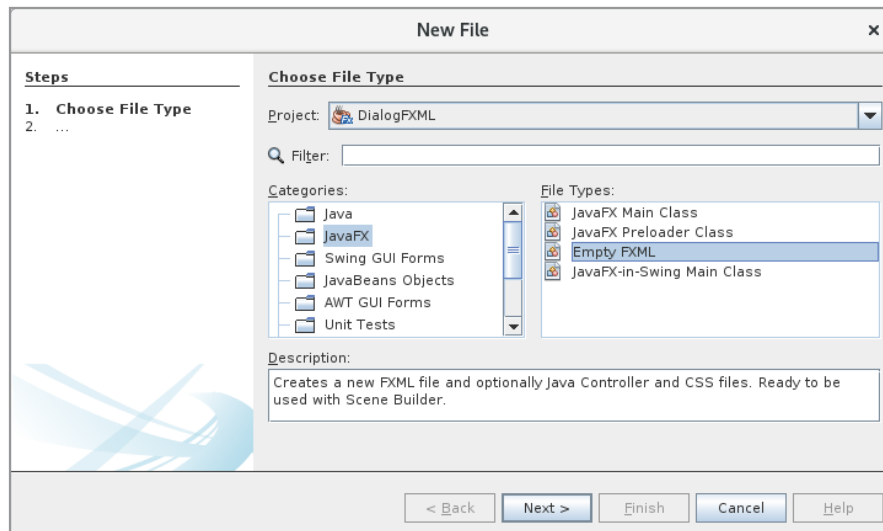 New File
Steps
1. Choose File Type
2. ...
Choose File Type
Project: DialogFXML
Filter:
Categories:
Java
JavaFX
Swing GUI Forms
JavaBeans Objects
AWT GUI Forms
Unit Tests
File Types:
JavaFX Main Class
JavaFX Preloader Class
Empty FXML
JavaFX-in-Swing Main Class
Description:
Creates a new FXML file and optionally Java Controller and CSS files. Ready to be
used with Scene Builder.
< Back Next > Finish Cancel Help